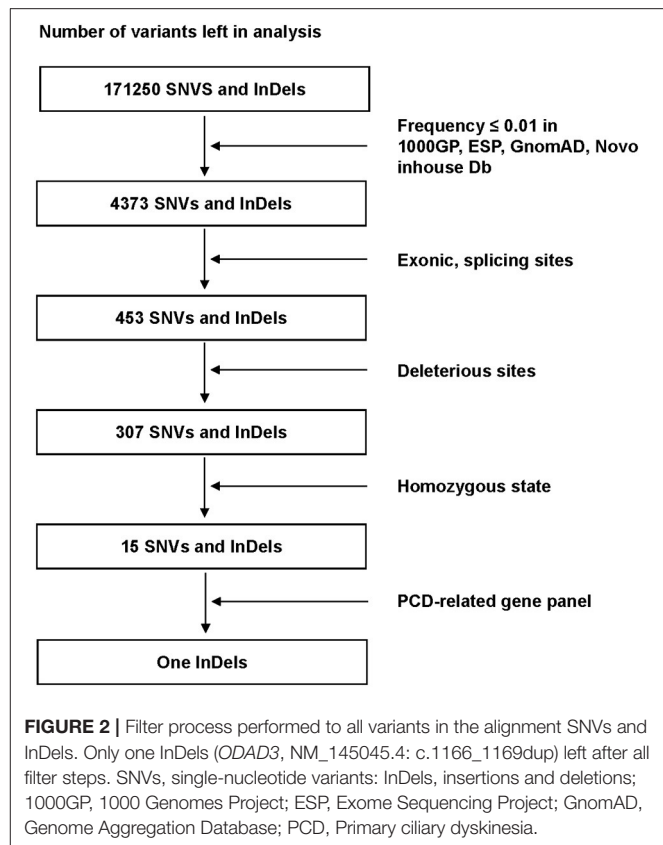 Number of variants left in analysis
171250 SNVS and InDels
Frequency ≤ 0.01 in
1000GP, ESP, GnomAD, Novo
inhouse Db
4373 SNVs and InDels
Exonic, splicing sites
453 SNVs and InDels
Deleterious sites
307 SNVs and InDels
Homozygous state
15 SNVs and InDels
PCD-related gene panel
One InDels
FIGURE 2 | Filter process performed to all variants in the alignment SNVs and
InDels. Only one InDels (ODAD3, NM_145045.4: c.1166_1169dup) left after all
filter steps. SNVs, single-nucleotide variants: InDels, insertions and deletions;
1000GP, 1000 Genomes Project; ESP, Exome Sequencing Project; GnomAD,
Genome Aggregation Database; PCD, Primary ciliary dyskinesia.